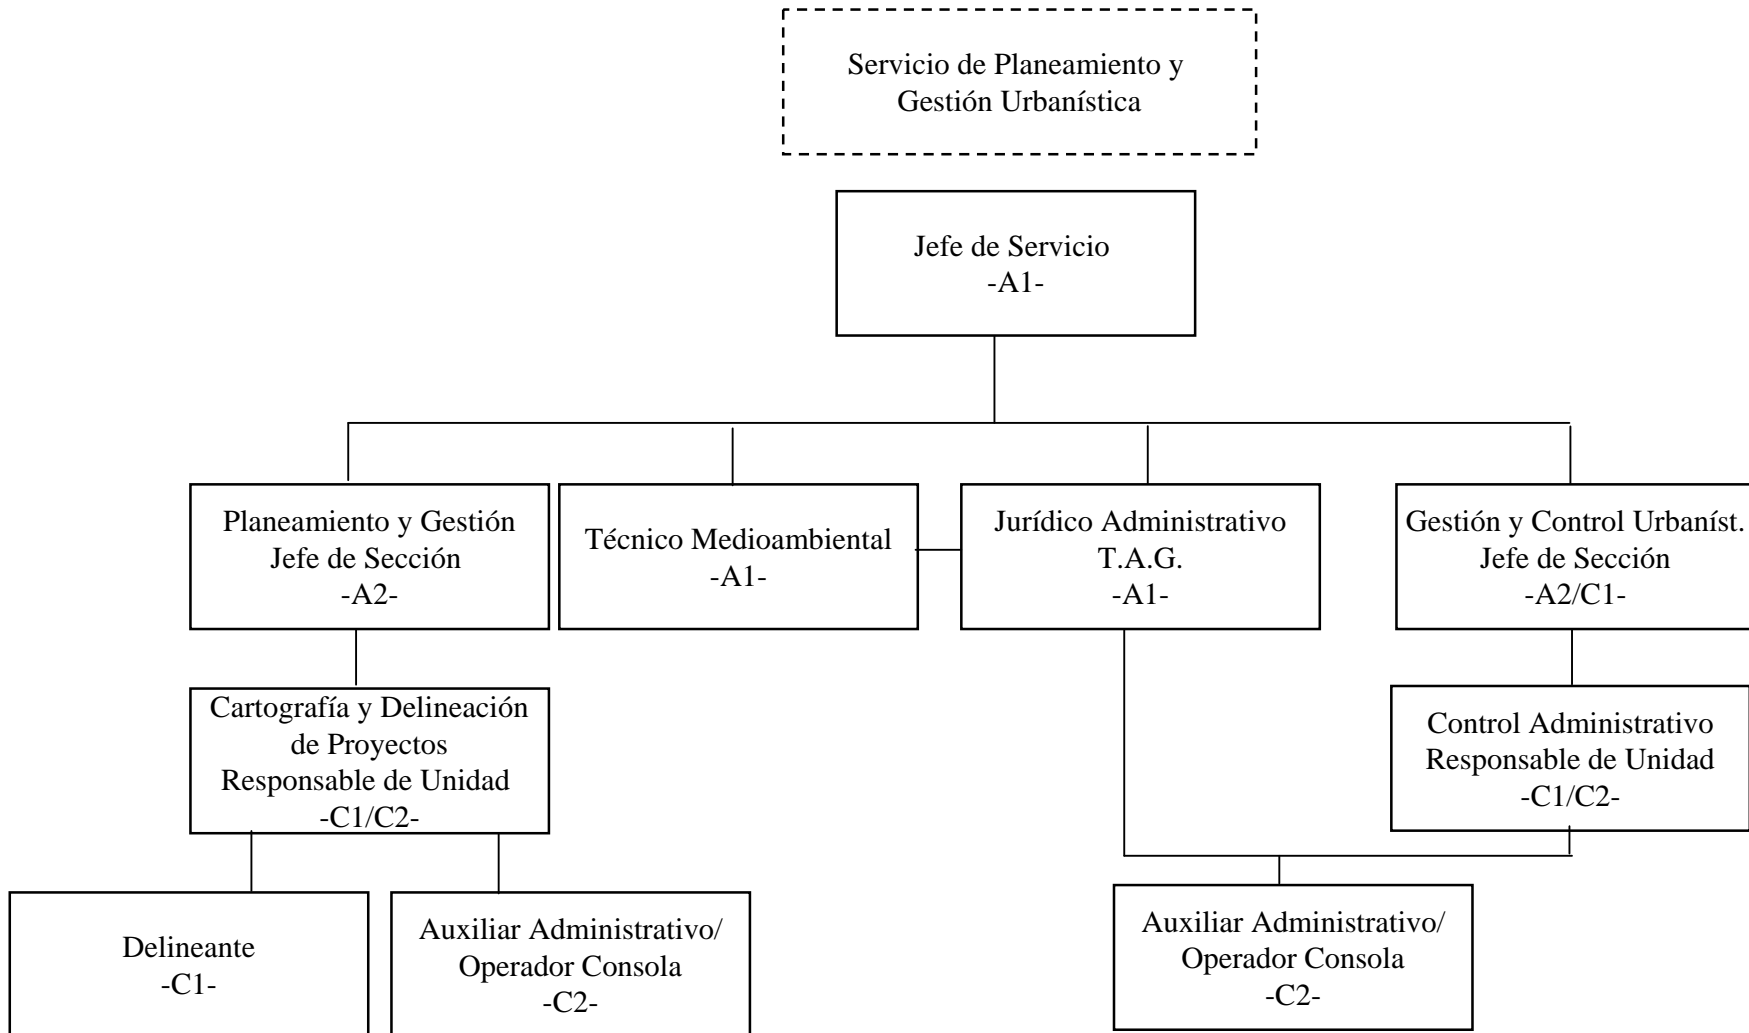 Servicio de Planeamiento y
Gestión Urbanística
Jefe de Servicio
-A1-
Planeamiento y Gestión
Jefe de Sección
-A2-
Técnico Medioambiental
-A1-
Jurídico Administrativo
T.A.G.
-A1-
Gestión y Control Urbaníst.
Jefe de Sección
-A2/C1-
Cartografía y Delineación
de Proyectos
Responsable de Unidad
-C1/C2-
Control Administrativo
Responsable de Unidad
-C1/C2-
Delineante
-C1-
Auxiliar Administrativo/
Operador Consola
-C2-
Auxiliar Administrativo/
Operador Consola
-C2-